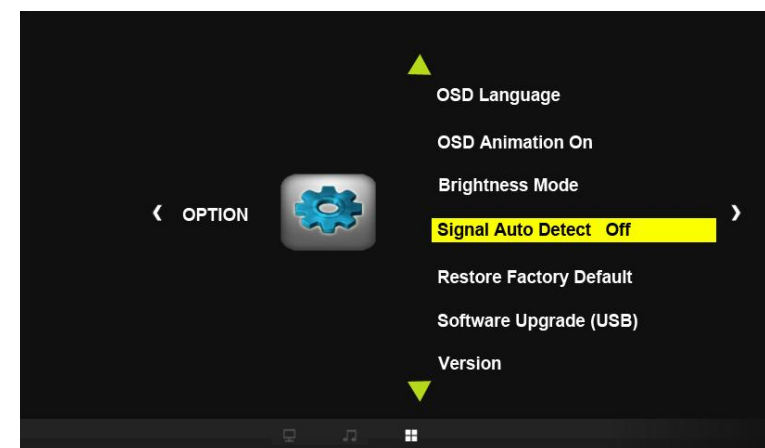 OPTION
OSD Language
OSD Animation On
Brightness Mode
Signal Auto Detect Off
Restore Factory Default
Software Upgrade (USB)
Version